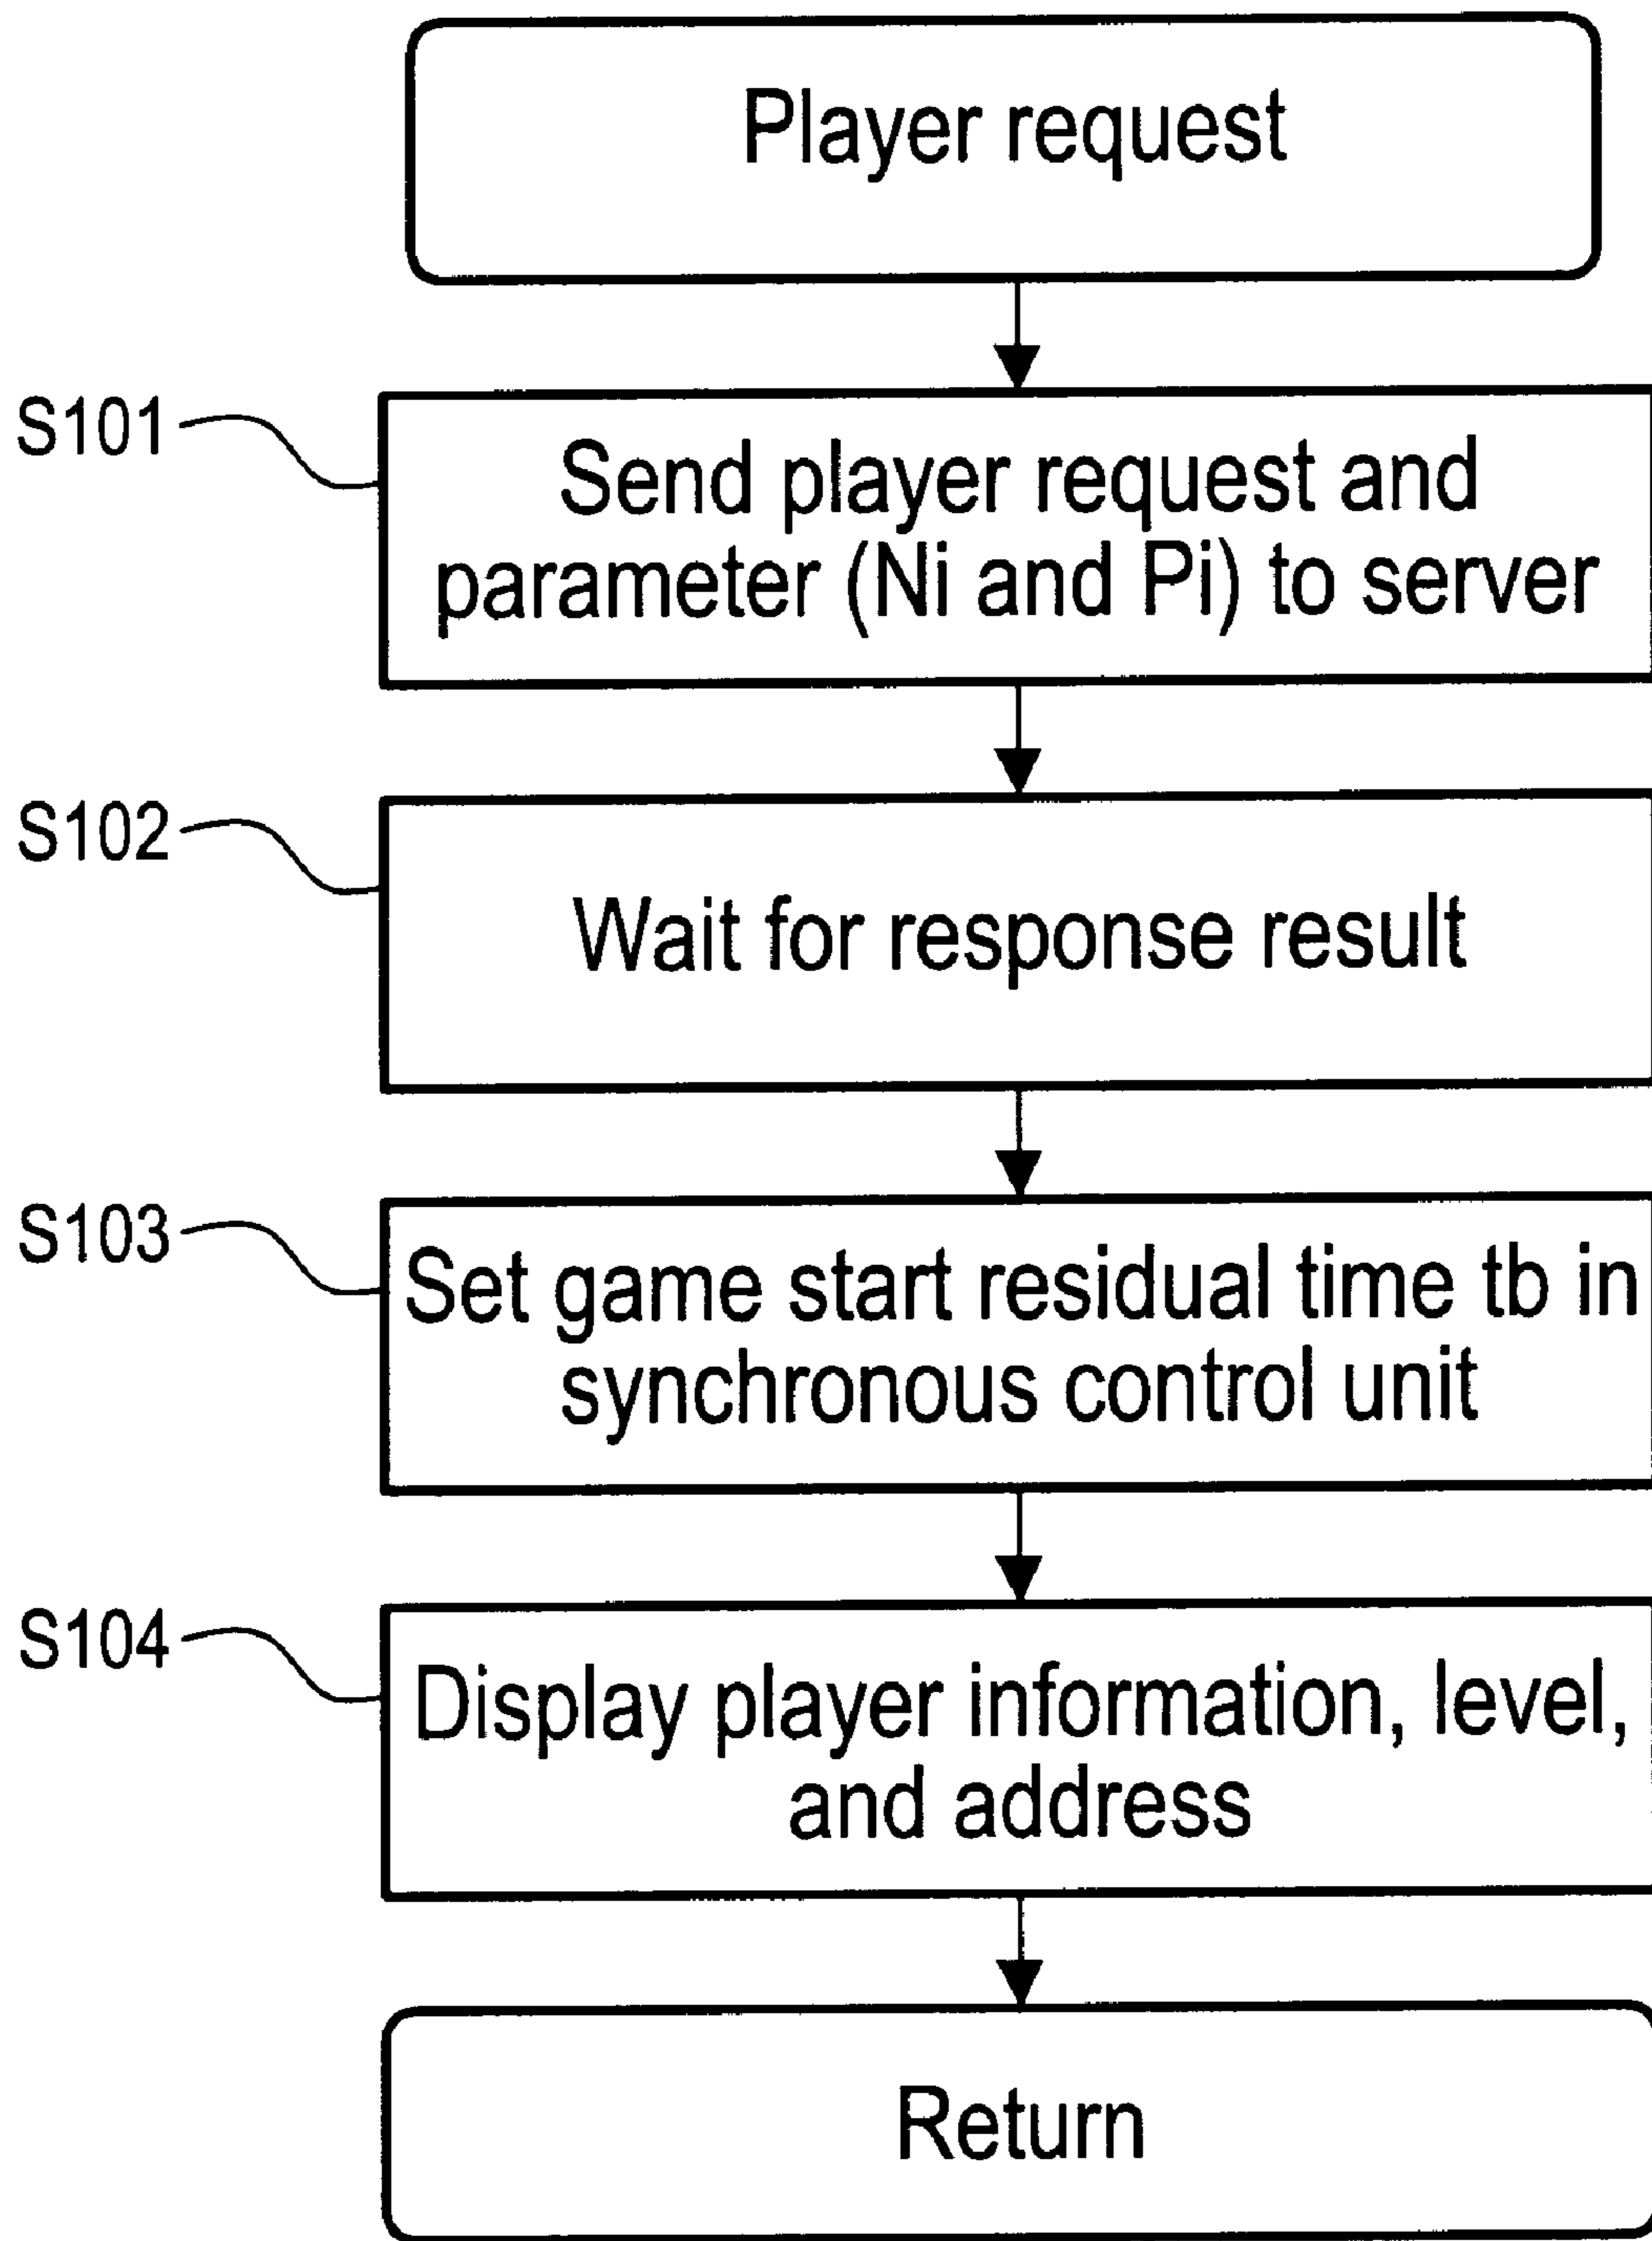 Player request
S101
Send player request and
parameter (Ni and Pi) to server
S102
Wait for response result
S103
Set game start residual time tb in
synchronous control unit
S104
Display player information, level,
and address
Return